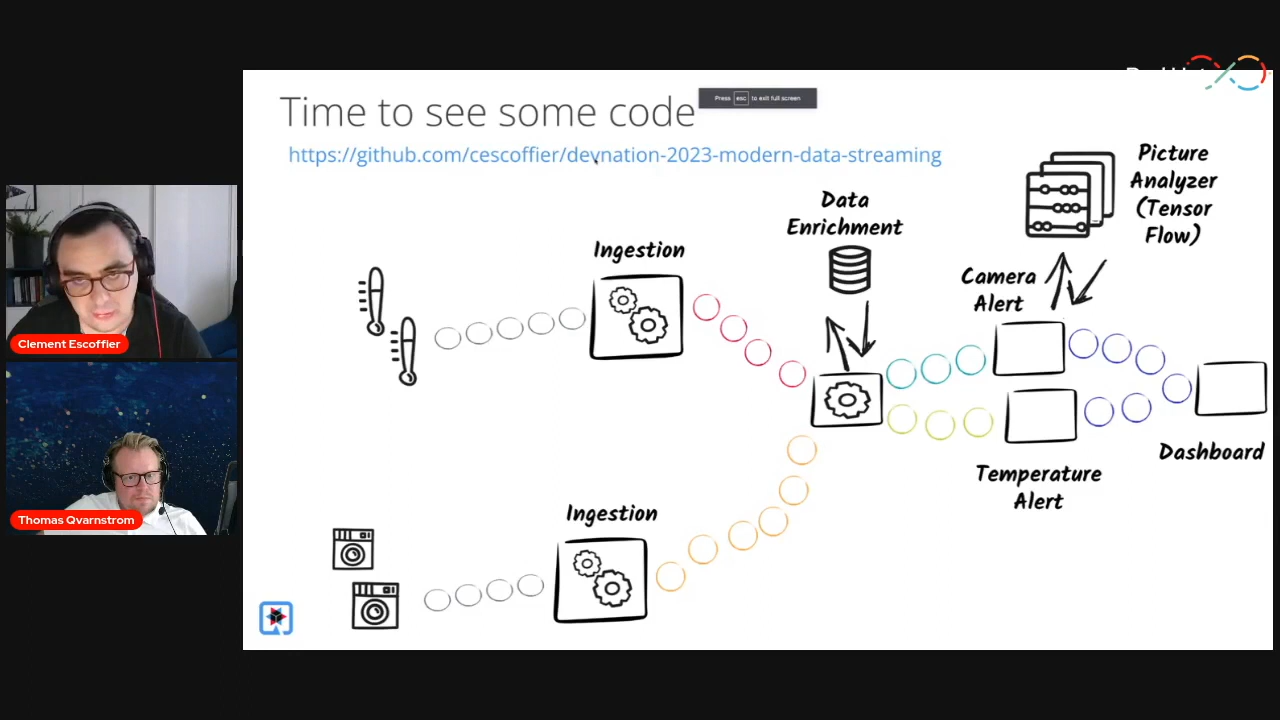 Time to see some code
Press esc to exit full screen
https://github.com/cescoffier/devnation-2023-modern-data-streaming
Picture
Analyzer
(Tensor
Flow)
Data
Enrichment
Ingestion
Camera
Alert
Clement Escoffier
Dashboard
Temperature
Alert
Ingestion
Thomas Qvarnstrom